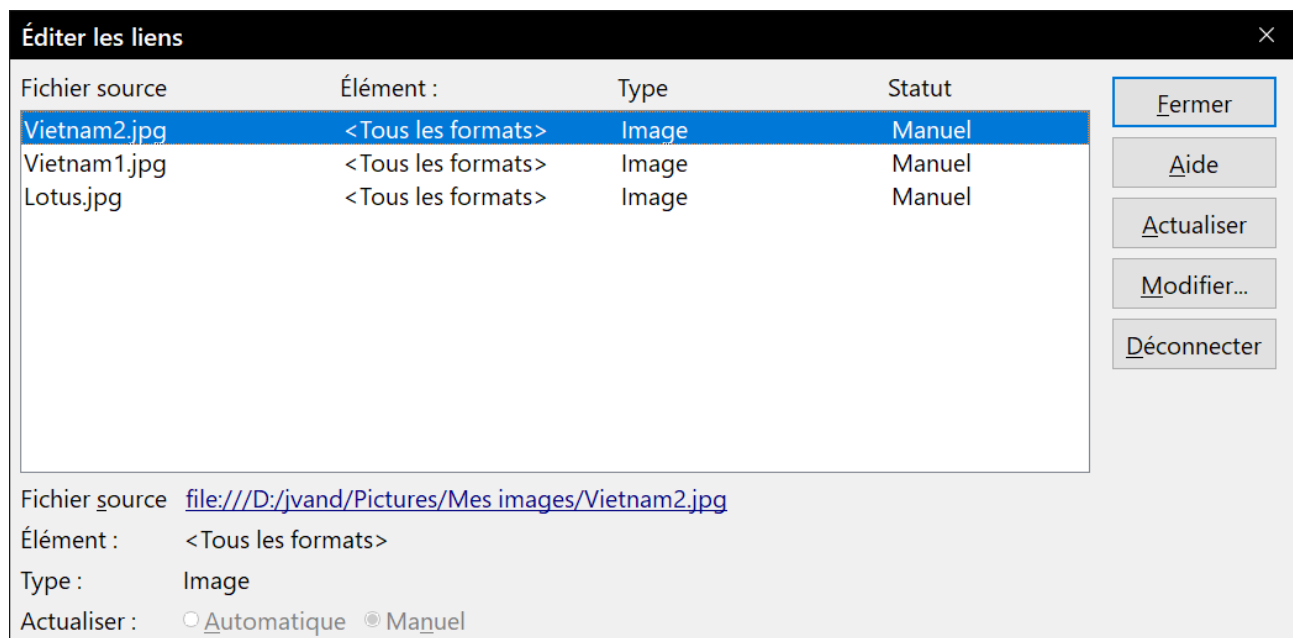 Éditer les liens
Fichier source Élément : Type Statut
Fermer
Vietnam2.jpg <Tous les formats> Image Manuel
Vietnam1.jpg <Tous les formats> Image Manuel
Aide
Lotus.jpg <Tous les formats> Image Manuel
Actualiser
Modifier...
Déconnecter
Fichier source file:///D:/jvand/Pictures/Mes images/Vietnam2.jpg
Élément : <Tous les formats>
Type : Image
Actualiser : Automatique Manuel